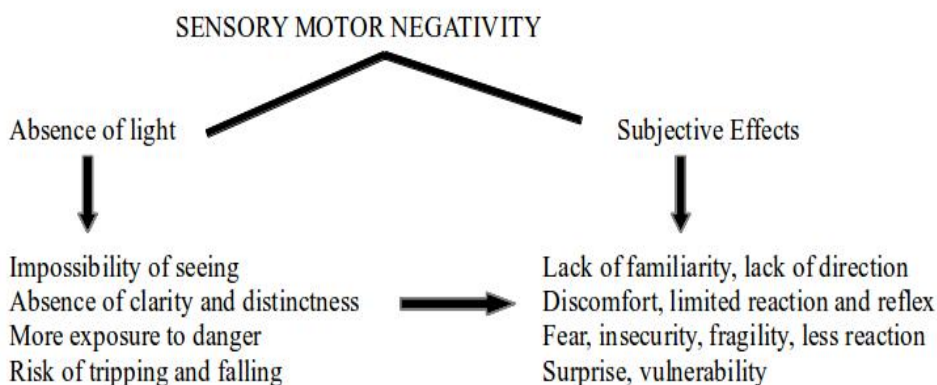 SENSORY MOTOR NEGATIVITY
Absence of light
Subjective Effects
Impossibility of seeing
Absence of clarity and distinctness
More exposure to danger
Risk of tripping and falling
Lack of familiarity, lack of direction
Discomfort, limited reaction and reflex
Fear, insecurity, fragility, less reaction
Surprise, vulnerability